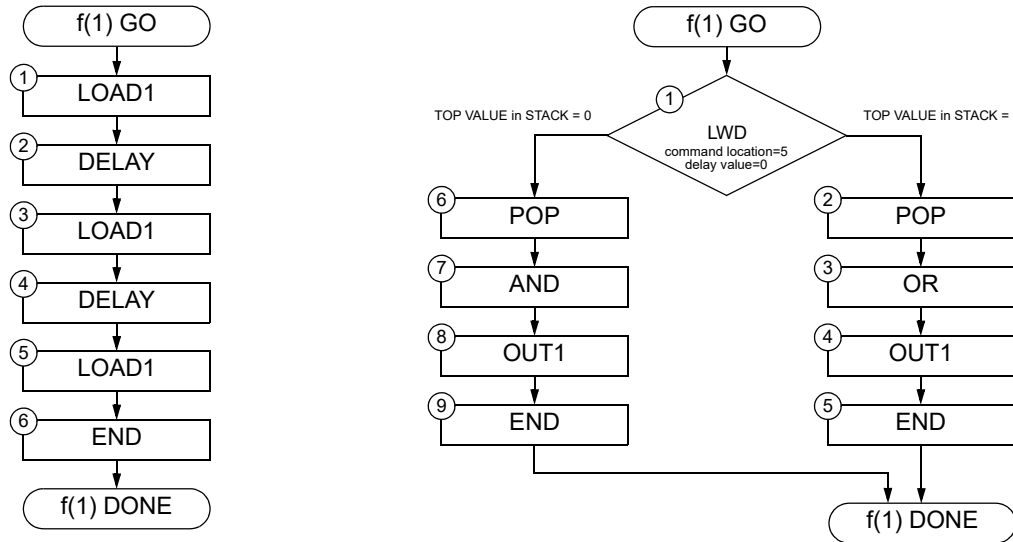 f(1) GO
1
LOAD1
2
DELAY
3
LOAD1
4
DELAY
5
LOAD1
6
END
f(1) DONE
f(1) GO
1
TOP VALUE in STACK = 0
TOP VALUE in STACK =
LWD
command location=5
delay value=0
6
POP
7
AND
8
OUT1
9
END
2
POP
3
OR
4
OUT1
5
END
f(1) DONE